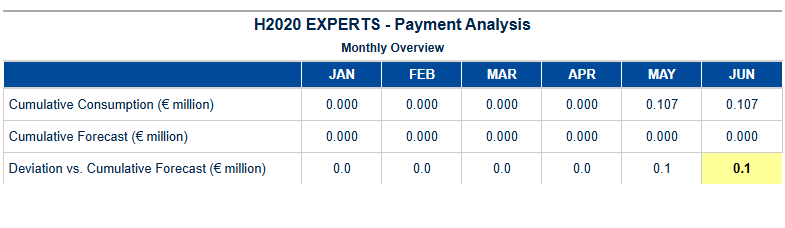 H2020 EXPERTS - Payment Analysis
Monthly Overview
JAN FEB MAR APR MAY JUN
Cumulative Consumption (€ million) 0.000 0.000 0.000 0.000 0.107 0.107
Cumulative Forecast (€ million) 0.000 0.000 0.000 0.000 0.000 0.000
Deviation vs. Cumulative Forecast (€ million) 0.0 0.0 0.0 0.0 0.1 0.1